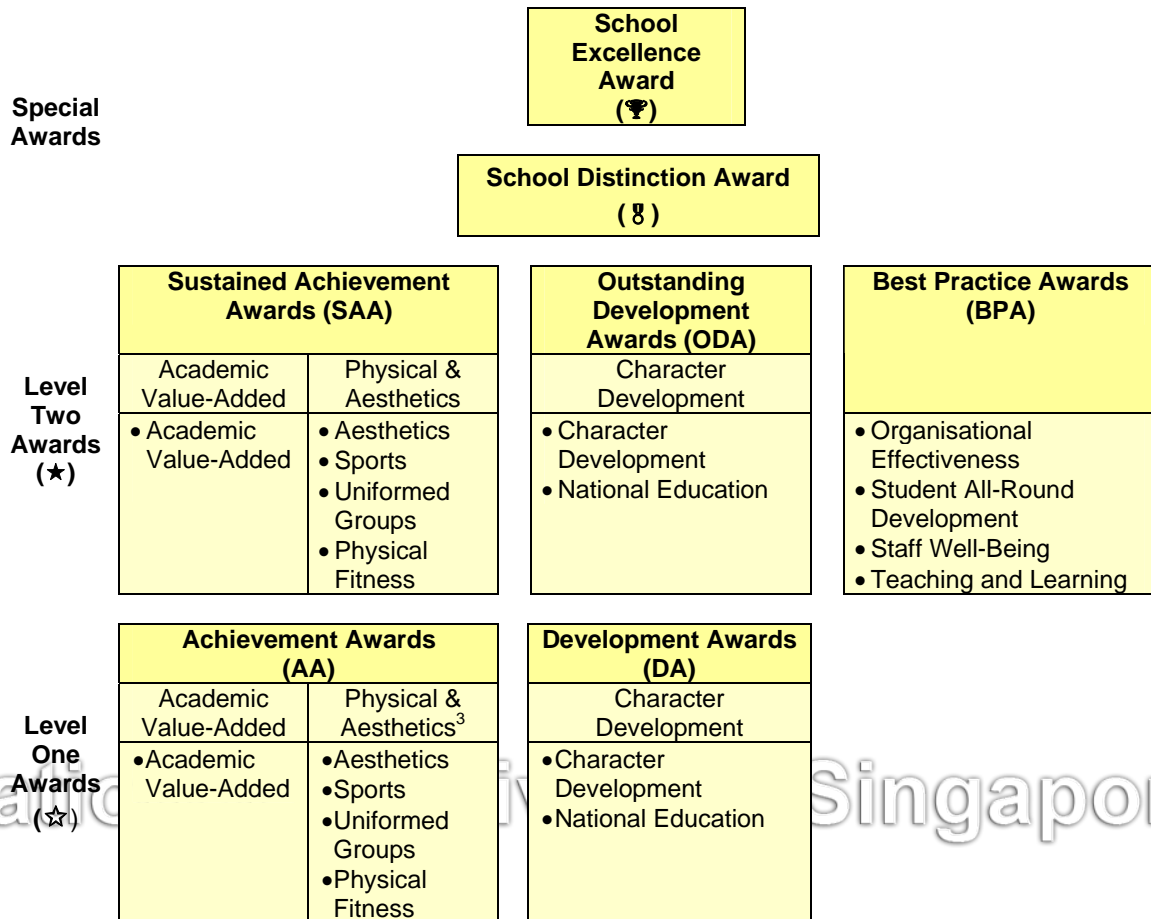 School
Excellence
Award
(🏆)
Special
Awards
School Distinction Award
(🎖)
Sustained Achievement
Awards (SAA)
Outstanding
Development
Awards (ODA)
Best Practice Awards
(BPA)
Level
Two
Awards
(★)
Academic
Value-Added
Physical &
Aesthetics
Character
Development
• Academic
Value-Added
• Aesthetics
• Sports
• Uniformed
Groups
• Physical
Fitness
• Character
Development
• National Education
• Organisational
Effectiveness
• Student All-Round
Development
• Staff Well-Being
• Teaching and Learning
Achievement Awards
(AA)
Development Awards
(DA)
Level
One
Awards
(☆)
Academic
Value-Added
Physical &
Aesthetics³
Character
Development
•Academic
Value-Added
•Aesthetics
•Sports
•Uniformed
Groups
•Physical
Fitness
•Character
Development
•National Education
Singapor